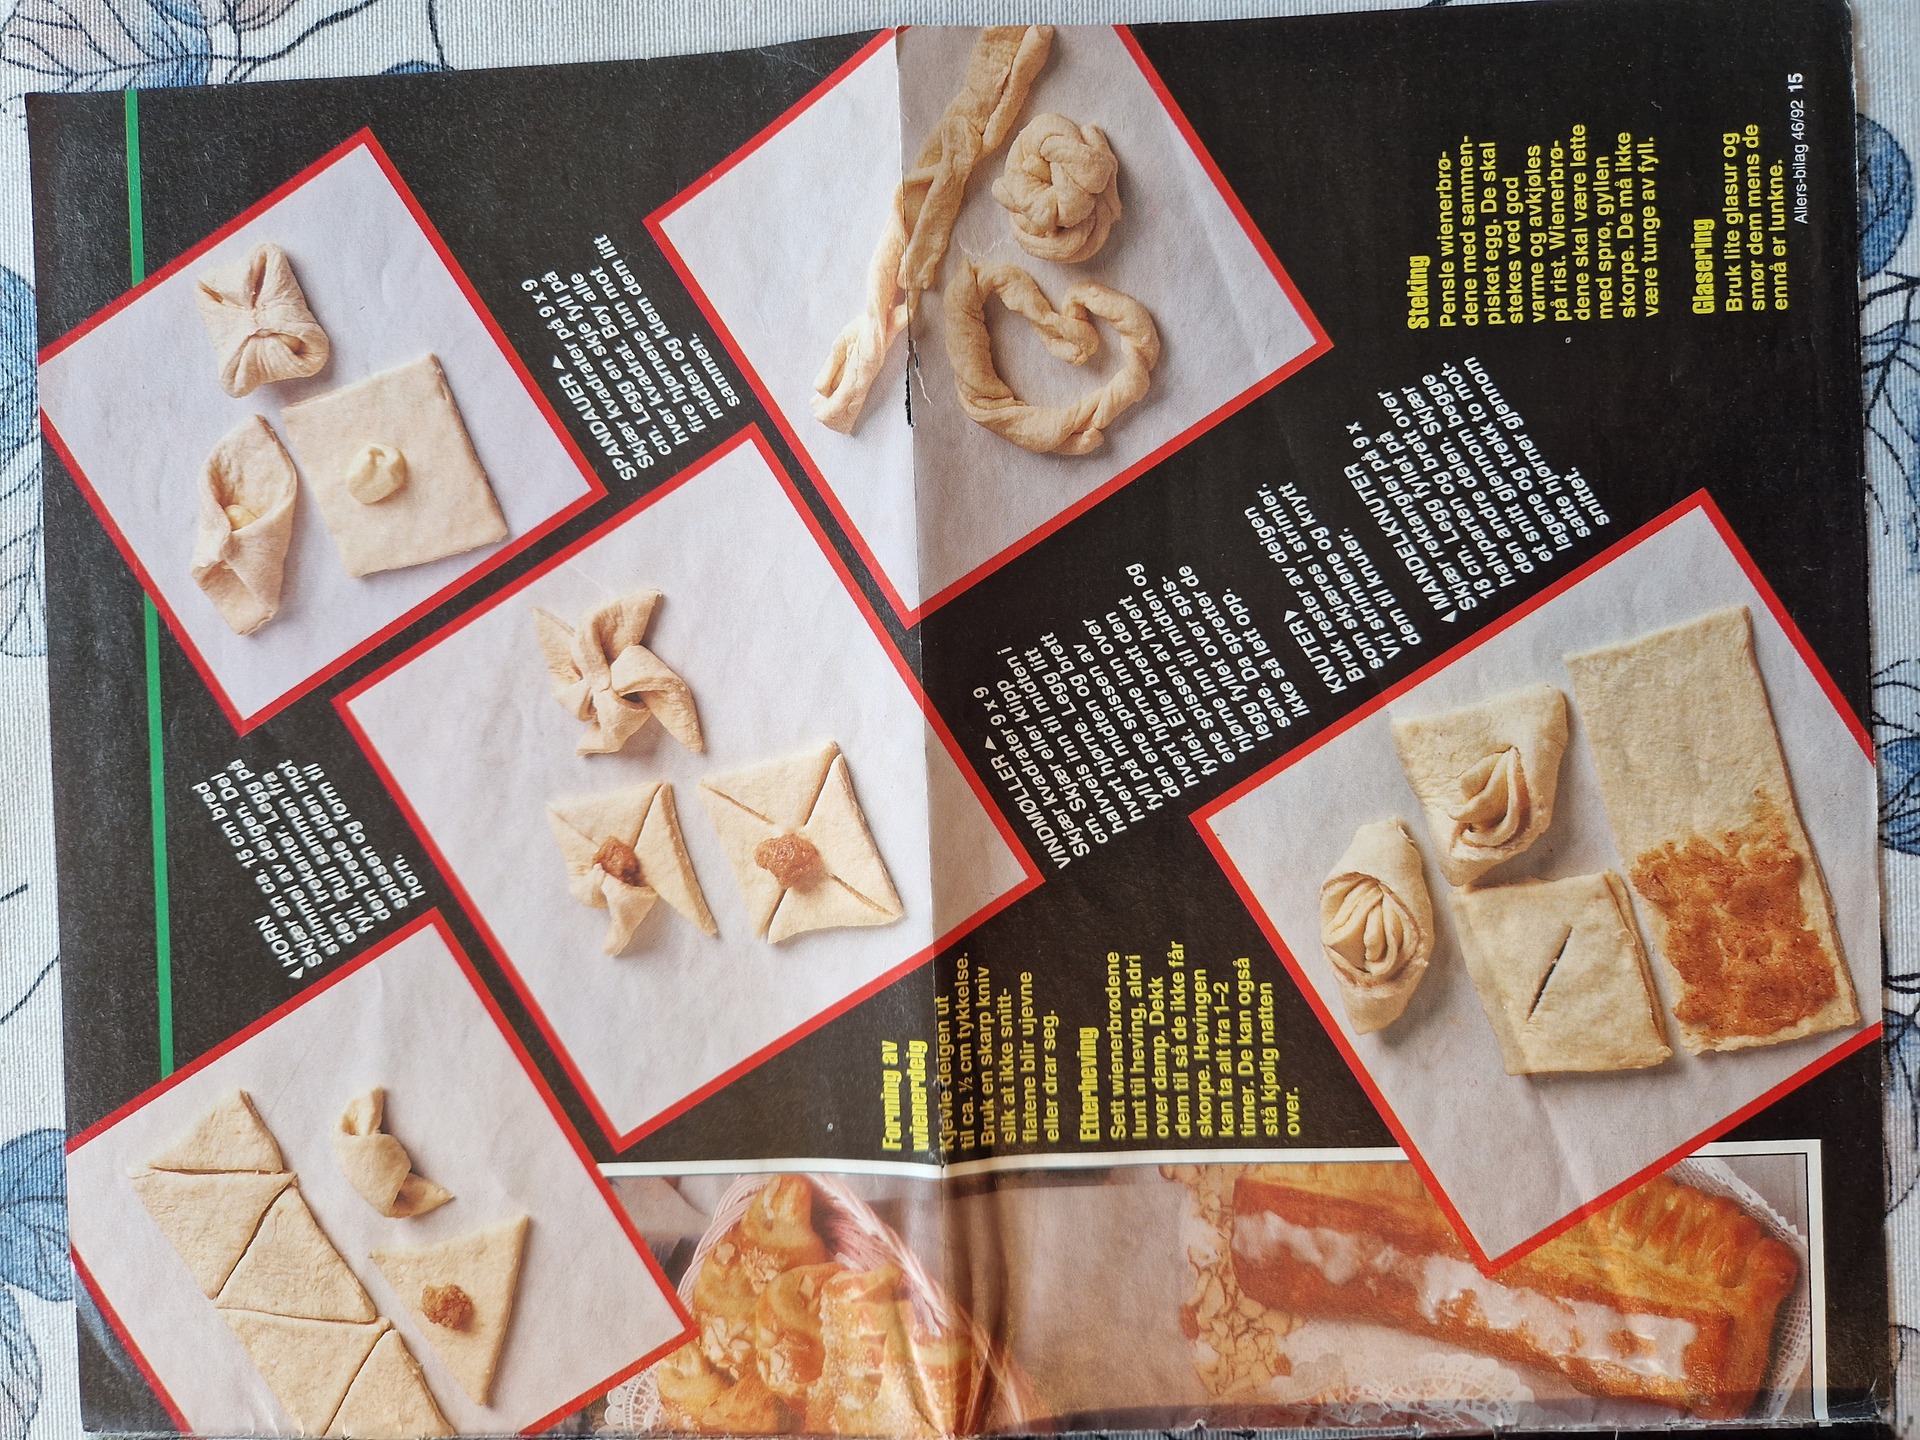 HORN
Skjær en ca. 15 cm bred
strimmel av deigen. Del
den i trekanter. Legg på
fyll. Rull sammen fra
den brede siden mot
spissen og form til
horn.
SPANDAUER
Skjær kvadrater på 9 x 9
cm. Legg en skje fyll på
hver kvadrat. Bøy alle
fire hjørnene inn mot
midten og klem dem litt
sammen.
Forming av
wienerdeig
Kjevle deigen ut
til ca. ½ cm tykkelse.
Bruk en skarp kniv
slik at ikke snitt-
flatene blir ujevne
eller drar seg.
Etterheving
Sett wienerbrødene
lunt til heving, aldri
over damp. Dekk
dem til så de ikke får
skorpe. Hevingen
kan ta alt fra 1–2
timer. De kan også
stå kjølig natten
over.
VINDMØLLER
Skjær kvadrater 9 x 9
cm. Skjær eller klipp
halvveis inn til midten i
hvert hjørne. Legg litt
fyll på midten og brett
den ene spissen av
hvert hjørne inn over
fyllet. Eller brett den
ene spissen av hvert
hjørne inn til midten og
legg fyllet over spis-
sene. Da spretter de
ikke så lett opp.
KNUTER
Bruk rester av deigen
som skjæres i strimler.
Vri strimlene og knytt
dem til knuter.
MANDELKNUTER
Skjær rektangler på 9 x
18 cm. Legg fyllet på
halvparten og brett over
den andre delen. Skjær
et snitt gjennom begge
lagene og trekk to mot-
satte hjørner gjennom
snittet.
Steking
Pensle wienerbrø-
dene med sammen-
pisket egg. De skal
stekes ved god
varme og avkjøles
på rist. Wienerbrø-
dene skal være lette
med sprø, gyllen
skorpe. De må ikke
være tunge av fyll.
Glasering
Bruk lite glasur og
smør dem mens de
ennå er lunkne.
Allers-bilag 46/92 15